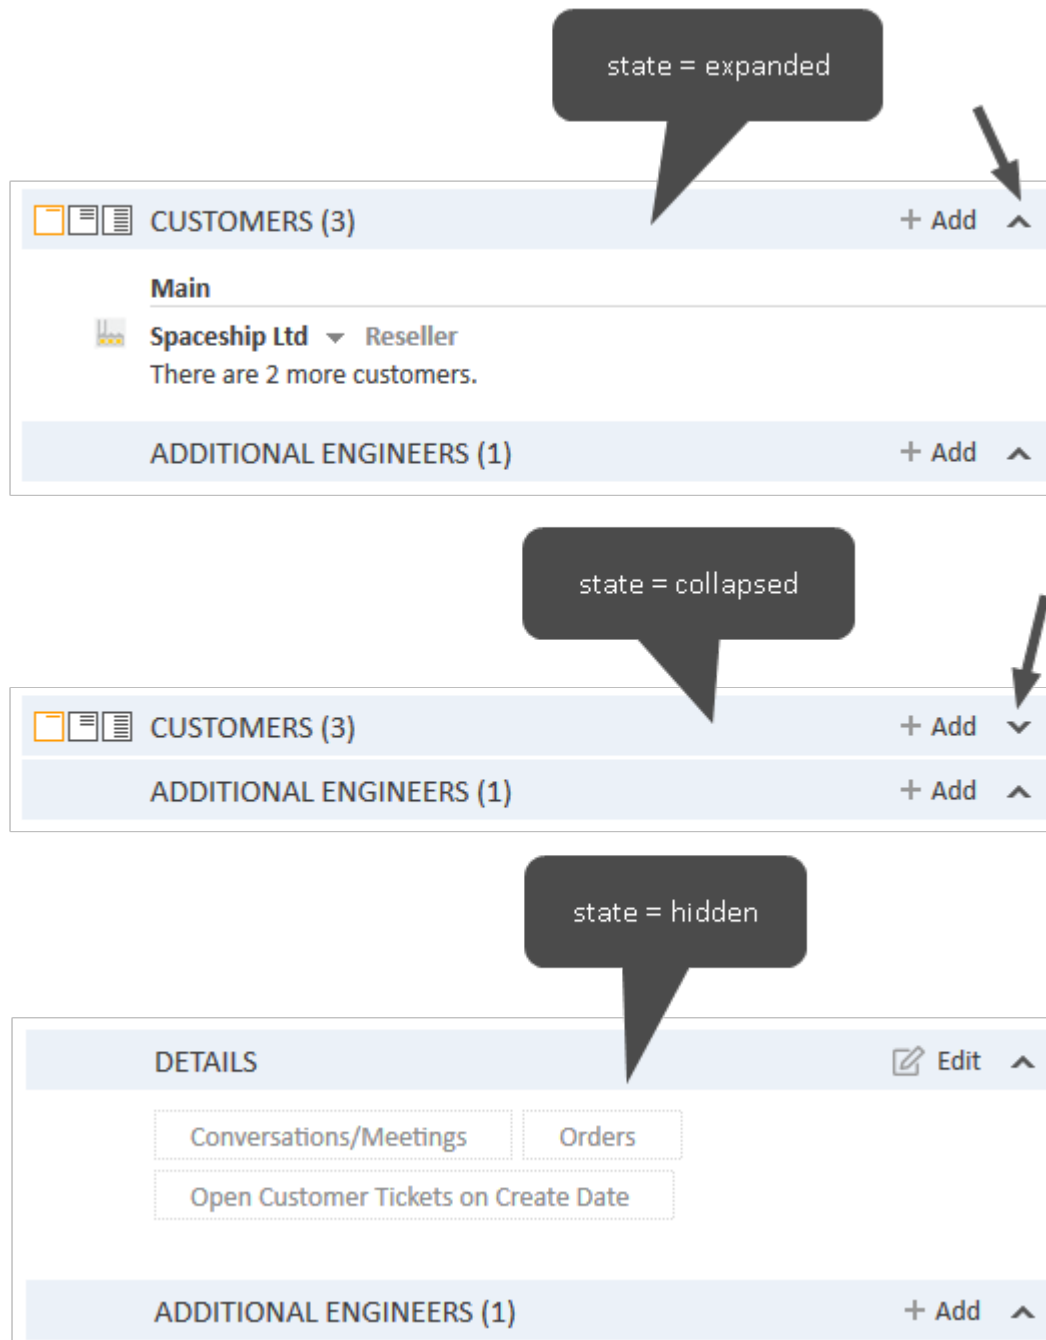 state = expanded
CUSTOMERS (3) + Add
Main
Spaceship Ltd Reseller
There are 2 more customers.
ADDITIONAL ENGINEERS (1) + Add
state = collapsed
CUSTOMERS (3) + Add
ADDITIONAL ENGINEERS (1) + Add
state = hidden
DETAILS Edit
Conversations/Meetings Orders
Open Customer Tickets on Create Date
ADDITIONAL ENGINEERS (1) + Add